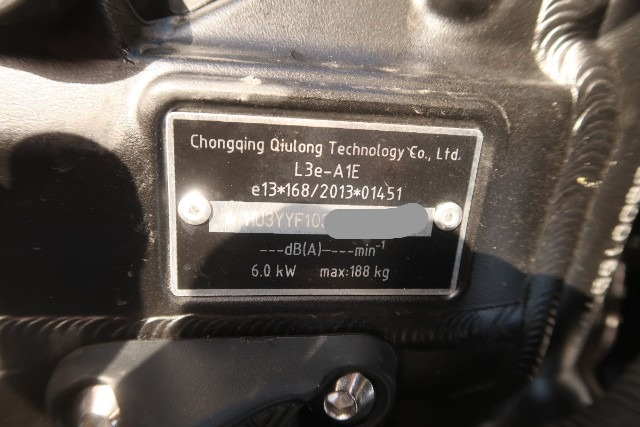 Chongqing Qiulong Technology Co., Ltd.
L3e-A1E
e13*168/2013*01451
---dB(A)----min⁻¹
6.0 kW max:188 kg